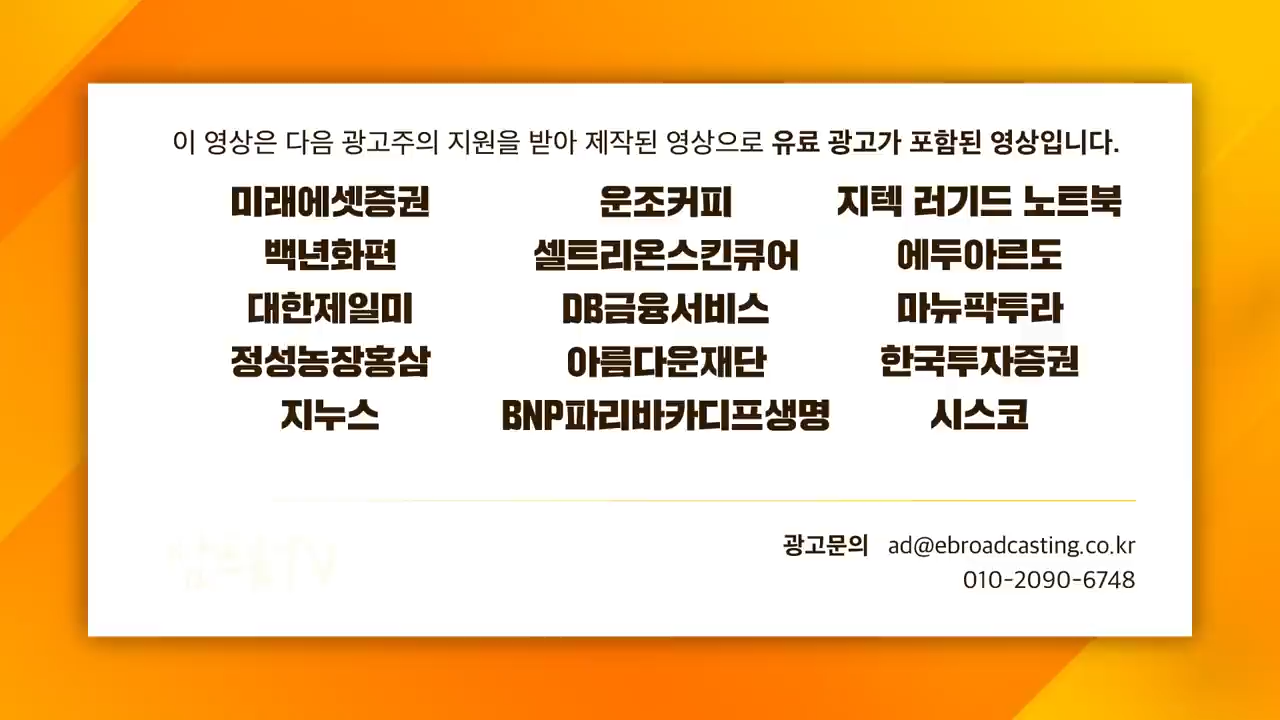 이 영상은 다음 광고주의 지원을 받아 제작된 영상으로 유료 광고가 포함된 영상입니다.
미래에셋증권 운조커피 지텍 러기드 노트북
백년화편 셀트리온스킨큐어 에두아르도
대한제일미 DB금융서비스 마뉴팍투라
정성농장홍삼 아름다운재단 한국투자증권
지누스 BNP파리바카디프생명 시스코
광고문의 ad@ebroadcasting.co.kr
010-2090-6748